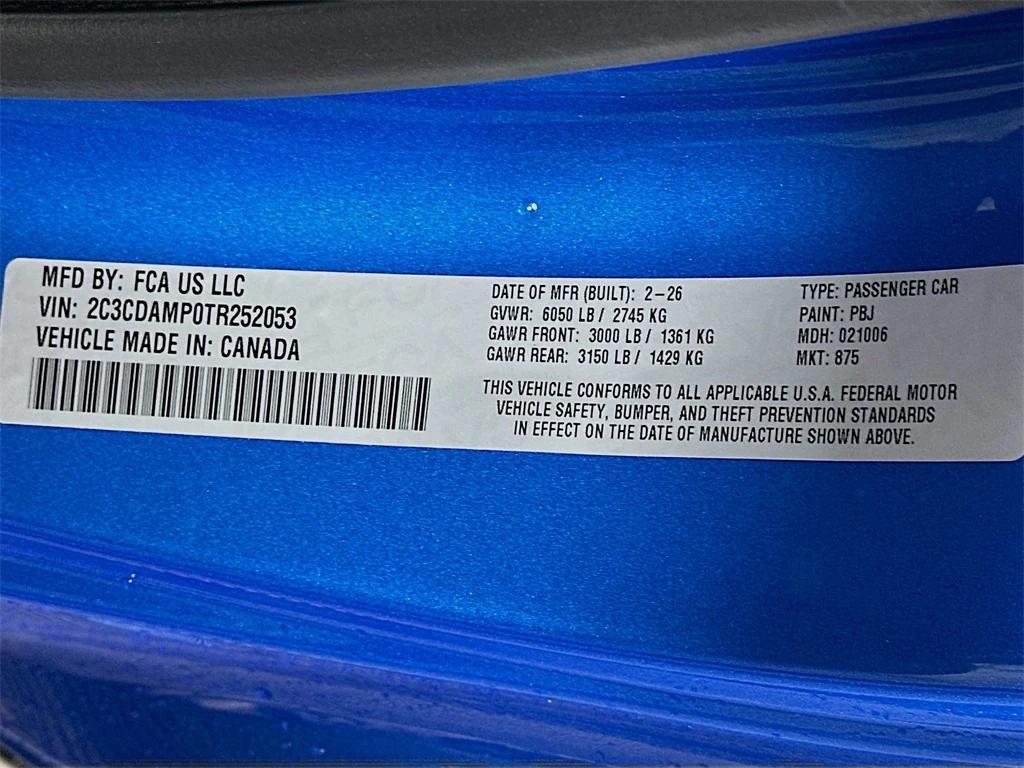 MFD BY: FCA US LLC
VIN: 2C3CDAMP0TR252053
VEHICLE MADE IN: CANADA
DATE OF MFR (BUILT): 2-26
GVWR: 6050 LB / 2745 KG
GAWR FRONT: 3000 LB / 1361 KG
GAWR REAR: 3150 LB / 1429 KG
TYPE: PASSENGER CAR
PAINT: PBJ
MDH: 021006
MKT: 875
THIS VEHICLE CONFORMS TO ALL APPLICABLE U.S.A. FEDERAL MOTOR
VEHICLE SAFETY, BUMPER, AND THEFT PREVENTION STANDARDS
IN EFFECT ON THE DATE OF MANUFACTURE SHOWN ABOVE.